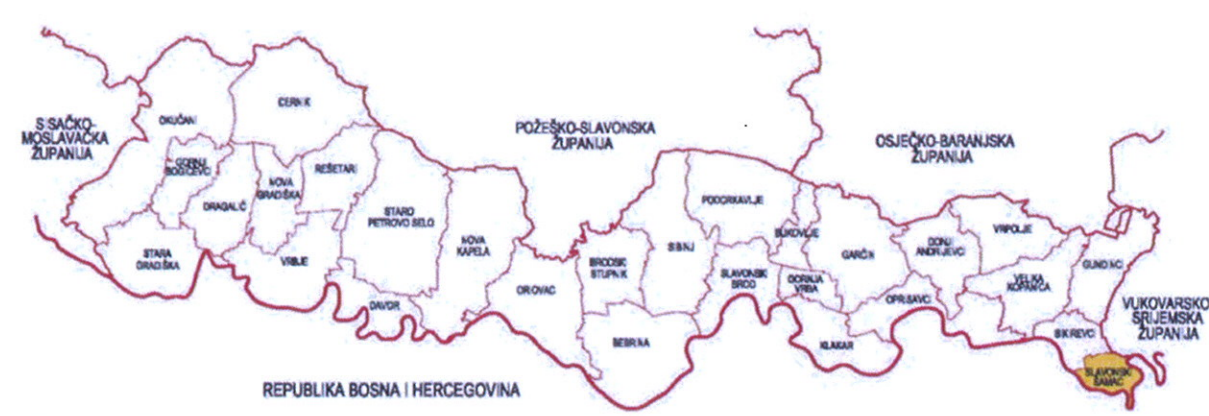 SISAČKO-
MOSLAVAČKA
ŽUPANIJA
OKUČANI
CERNIK
GORNJI
BOGIĆEVCI
DRAGALIĆ
NOVA
GRADIŠKA
REŠETARI
STARA
GRADIŠKA
VRBJE
STARO
PETROVO SELO
DAVOR
NOVA
KAPELA
ORIOVAC
POŽEŠKO-SLAVONSKA
ŽUPANIJA
BRODSKI
STUPNIK
SIBINJ
BEBRINA
PODCRKAVLJE
BUKOVLJE
SLAVONSKI
BROD
GORNJA
VRBA
KLAKAR
GARČIN
OPRISAVCI
OSJEČKO-BARANJSKA
ŽUPANIJA
DONJI
ANDRIJEVCI
VRPOLJE
VELIKA
KOPANICA
GUNDINCI
SIKIREVCI
SLAVONSKI
ŠAMAC
VUKOVARSKO
SRIJEMSKA
ŽUPANIJA
REPUBLIKA BOSNA I HERCEGOVINA